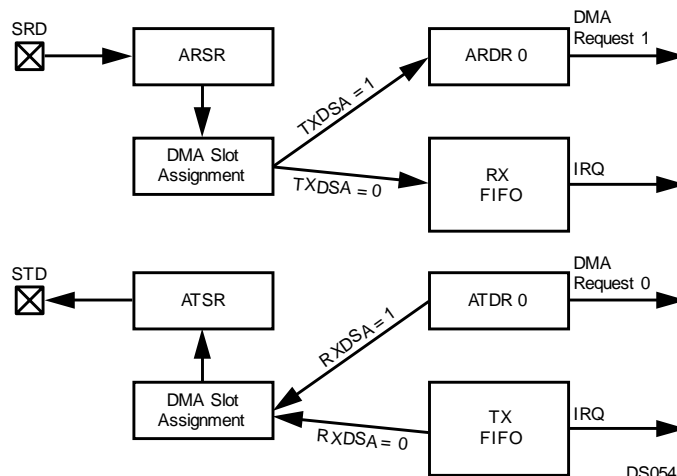 SRD
ARSR
DMA Slot
Assignment
TXDSA = 1
TXDSA = 0
ARDR 0
DMA
Request 1
RX
FIFO
IRQ
STD
ATSR
DMA Slot
Assignment
RXDSA = 1
RXDSA = 0
ATDR 0
DMA
Request 0
TX
FIFO
IRQ
DS054